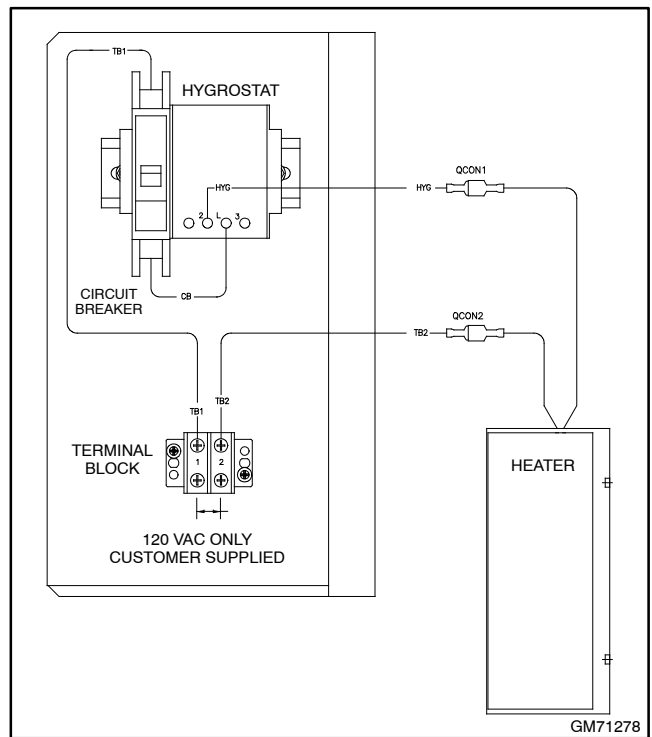 TB1
HYGROSTAT
QCON1
HYG
HYG
2 L 3
CIRCUIT
BREAKER
CB
QCON2
TB2
TB1
TB2
TERMINAL
BLOCK
1 2
HEATER
120 VAC ONLY
CUSTOMER SUPPLIED
GM71278